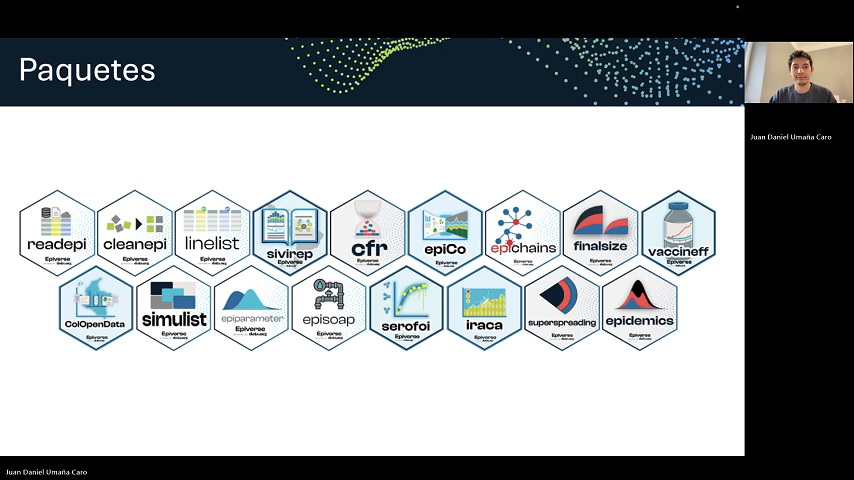 Paquetes
Juan Daniel Umaña Caro
readepi
Epiverse
cleanepi
Epiverse
linelist
Epiverse
sivirep
Epiverse
cfr
Epiverse
epiCo
Epiverse
epichains
Epiverse
finalsize
Epiverse
vaccineff
Epiverse
ColOpenData
Epiverse
simulist
Epiverse
epiparameter
Epiverse
episoap
Epiverse
serofoi
Epiverse
iraca
Epiverse
superspreading
Epiverse
epidemics
Epiverse
Juan Daniel Umaña Caro